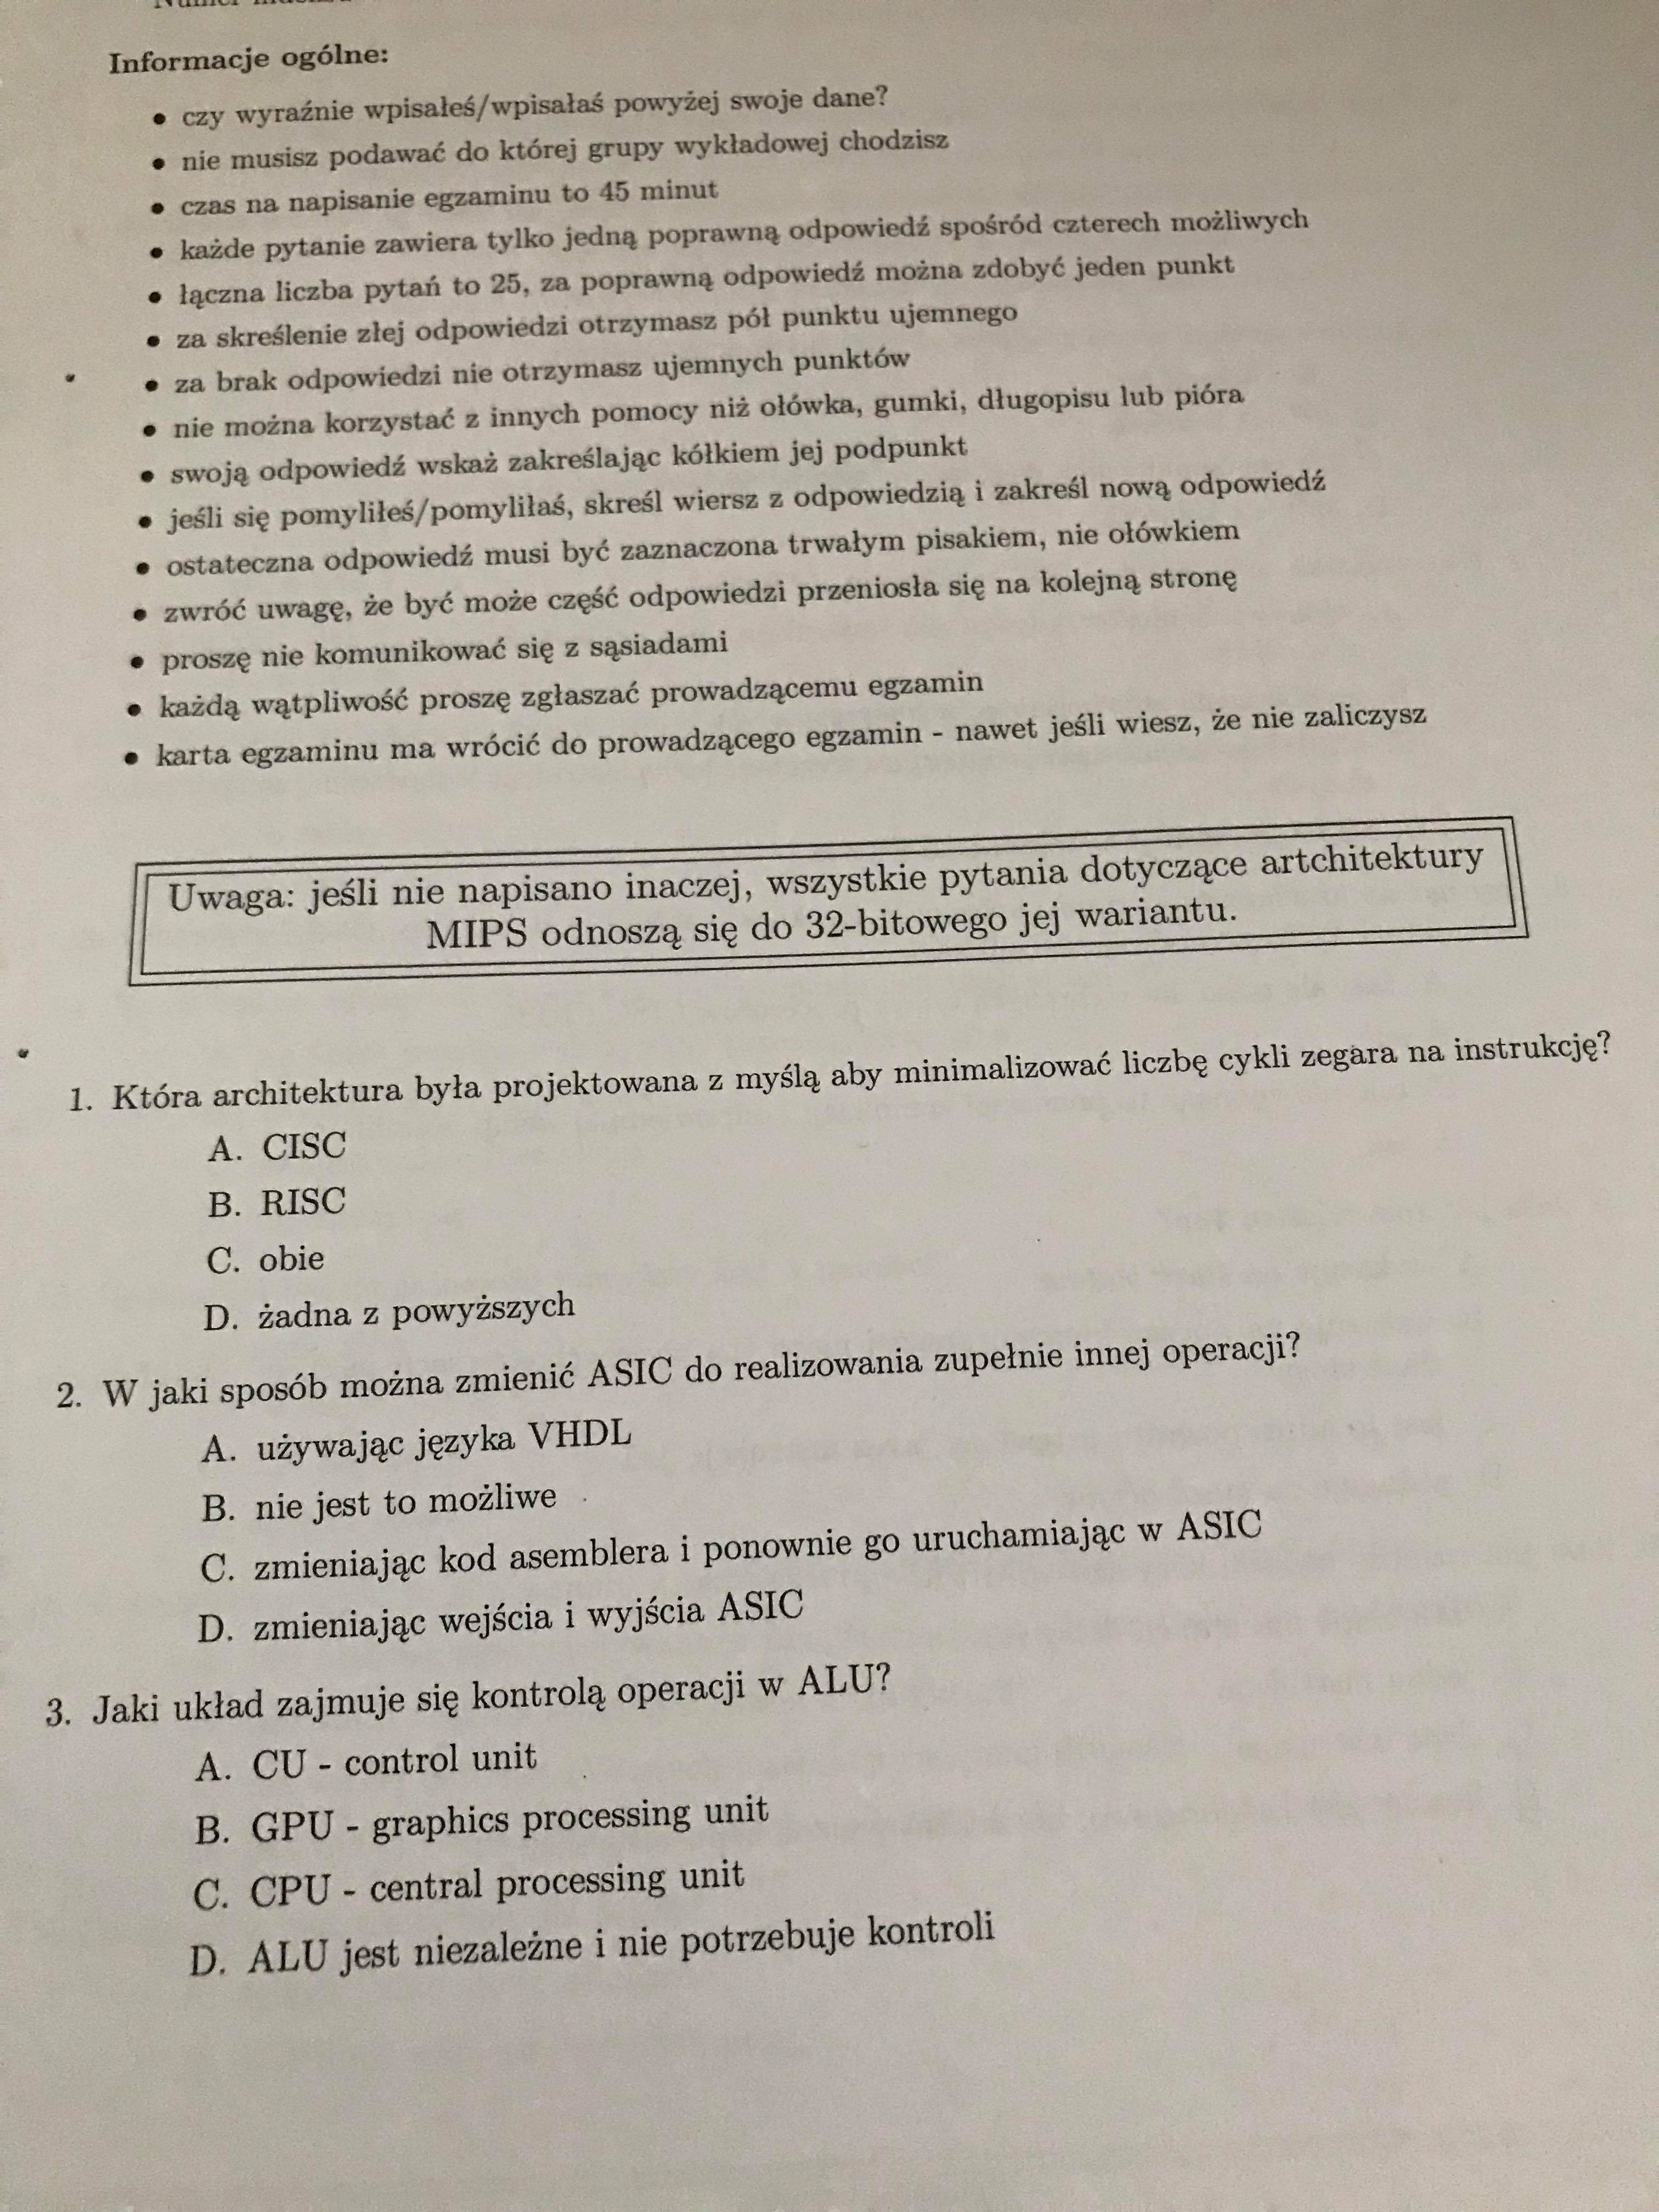 Informacje ogólne:
• czy wyraźnie wpisałeś/wpisałaś powyżej swoje dane?
• nie musisz podawać do której grupy wykładowej chodzisz
• czas na napisanie egzaminu to 45 minut
• każde pytanie zawiera tylko jedną poprawną odpowiedź spośród czterech możliwych
• łączna liczba pytań to 25, za poprawną odpowiedź można zdobyć jeden punkt
• za skreślenie złej odpowiedzi otrzymasz pół punktu ujemnego
• za brak odpowiedzi nie otrzymasz ujemnych punktów
• nie można korzystać z innych pomocy niż ołówka, gumki, długopisu lub pióra
• swoją odpowiedź wskaż zakreślając kółkiem jej podpunkt
• jeśli się pomyliłeś/pomyliłaś, skreśl wiersz z odpowiedzią i zakreśl nową odpowiedź
• ostateczna odpowiedź musi być zaznaczona trwałym pisakiem, nie ołówkiem
• zwróć uwagę, że być może część odpowiedzi przeniosła się na kolejną stronę
• proszę nie komunikować się z sąsiadami
• każdą wątpliwość proszę zgłaszać prowadzącemu egzamin
• karta egzaminu ma wrócić do prowadzącego egzamin - nawet jeśli wiesz, że nie zaliczysz
Uwaga: jeśli nie napisano inaczej, wszystkie pytania dotyczące artchitektury
MIPS odnoszą się do 32-bitowego jej wariantu.
1. Która architektura była projektowana z myślą aby minimalizować liczbę cykli zegara na instrukcję?
A. CISC
B. RISC
C. obie
D. żadna z powyższych
2. W jaki sposób można zmienić ASIC do realizowania zupełnie innej operacji?
A. używając języka VHDL
B. nie jest to możliwe
C. zmieniając kod asemblera i ponownie go uruchamiając w ASIC
D. zmieniając wejścia i wyjścia ASIC
3. Jaki układ zajmuje się kontrolą operacji w ALU?
A. CU - control unit
B. GPU - graphics processing unit
C. CPU - central processing unit
D. ALU jest niezależne i nie potrzebuje kontroli